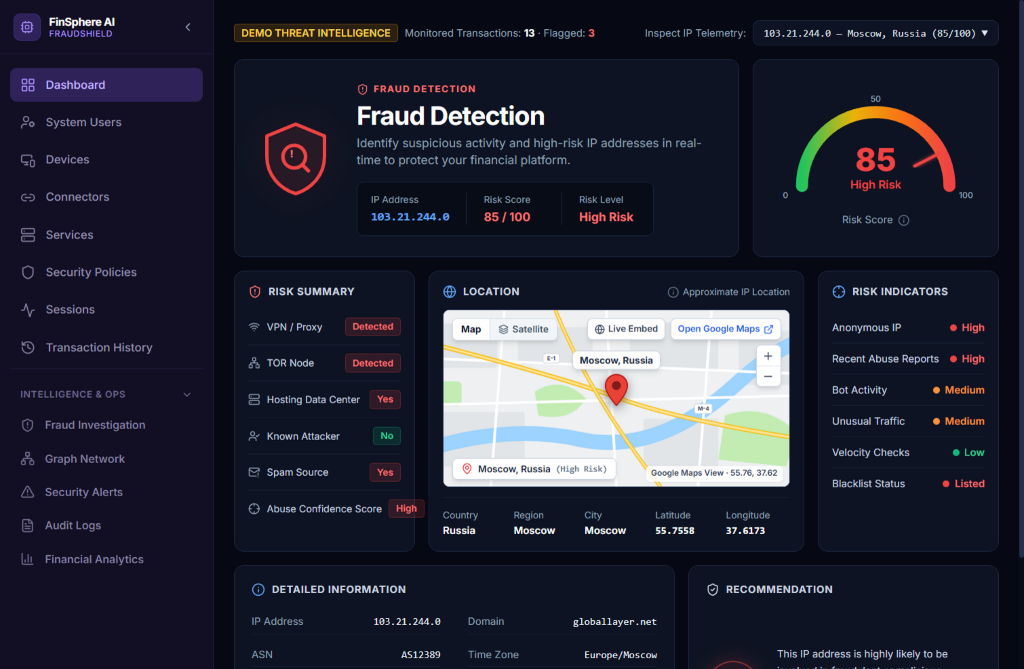 FinSphere AI
FRAUDSHIELD
Dashboard
System Users
Devices
Connectors
Services
Security Policies
Sessions
Transaction History
INTELLIGENCE & OPS
Fraud Investigation
Graph Network
Security Alerts
Audit Logs
Financial Analytics
DEMO THREAT INTELLIGENCE Monitored Transactions: 13 · Flagged: 3
Inspect IP Telemetry: 103.21.244.0 — Moscow, Russia (85/100) ▼
FRAUD DETECTION
Fraud Detection
Identify suspicious activity and high-risk IP addresses in real-
time to protect your financial platform.
IP Address Risk Score Risk Level
103.21.244.0 85 / 100 High Risk
50
85
High Risk
0 100
Risk Score
RISK SUMMARY
VPN / Proxy Detected
TOR Node Detected
Hosting Data Center Yes
Known Attacker No
Spam Source Yes
Abuse Confidence Score High
LOCATION Approximate IP Location
Map Satellite Live Embed Open Google Maps
E-1
Moscow, Russia
+
−
M-4
Moscow, Russia (High Risk)
Google Maps View · 55.76, 37.62
Country Region City Latitude Longitude
Russia Moscow Moscow 55.7558 37.6173
RISK INDICATORS
Anonymous IP High
Recent Abuse Reports High
Bot Activity Medium
Unusual Traffic Medium
Velocity Checks Low
Blacklist Status Listed
DETAILED INFORMATION
IP Address 103.21.244.0 Domain globallayer.net
ASN AS12389 Time Zone Europe/Moscow
RECOMMENDATION
This IP address is highly likely to be